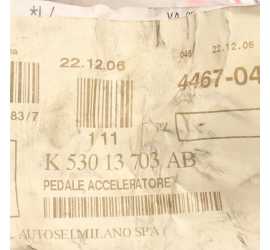 22.12.06
22.12.06
046
4467-04
83/7
111
K 530 13 703 AB
PEDALE ACCELERATORE
AUTOSELMILANO SPA (